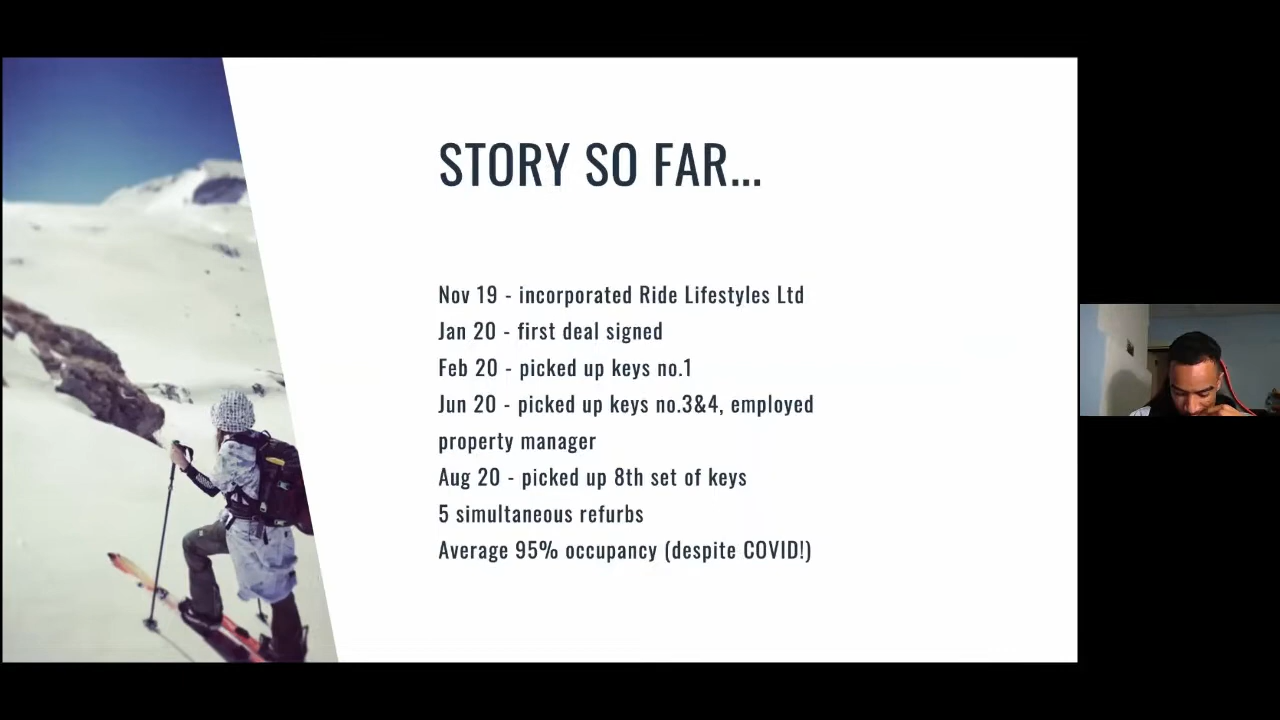 STORY SO FAR...
Nov 19 - incorporated Ride Lifestyles Ltd
Jan 20 - first deal signed
Feb 20 - picked up keys no.1
Jun 20 - picked up keys no.3&4, employed
property manager
Aug 20 - picked up 8th set of keys
5 simultaneous refurbs
Average 95% occupancy (despite COVID!)